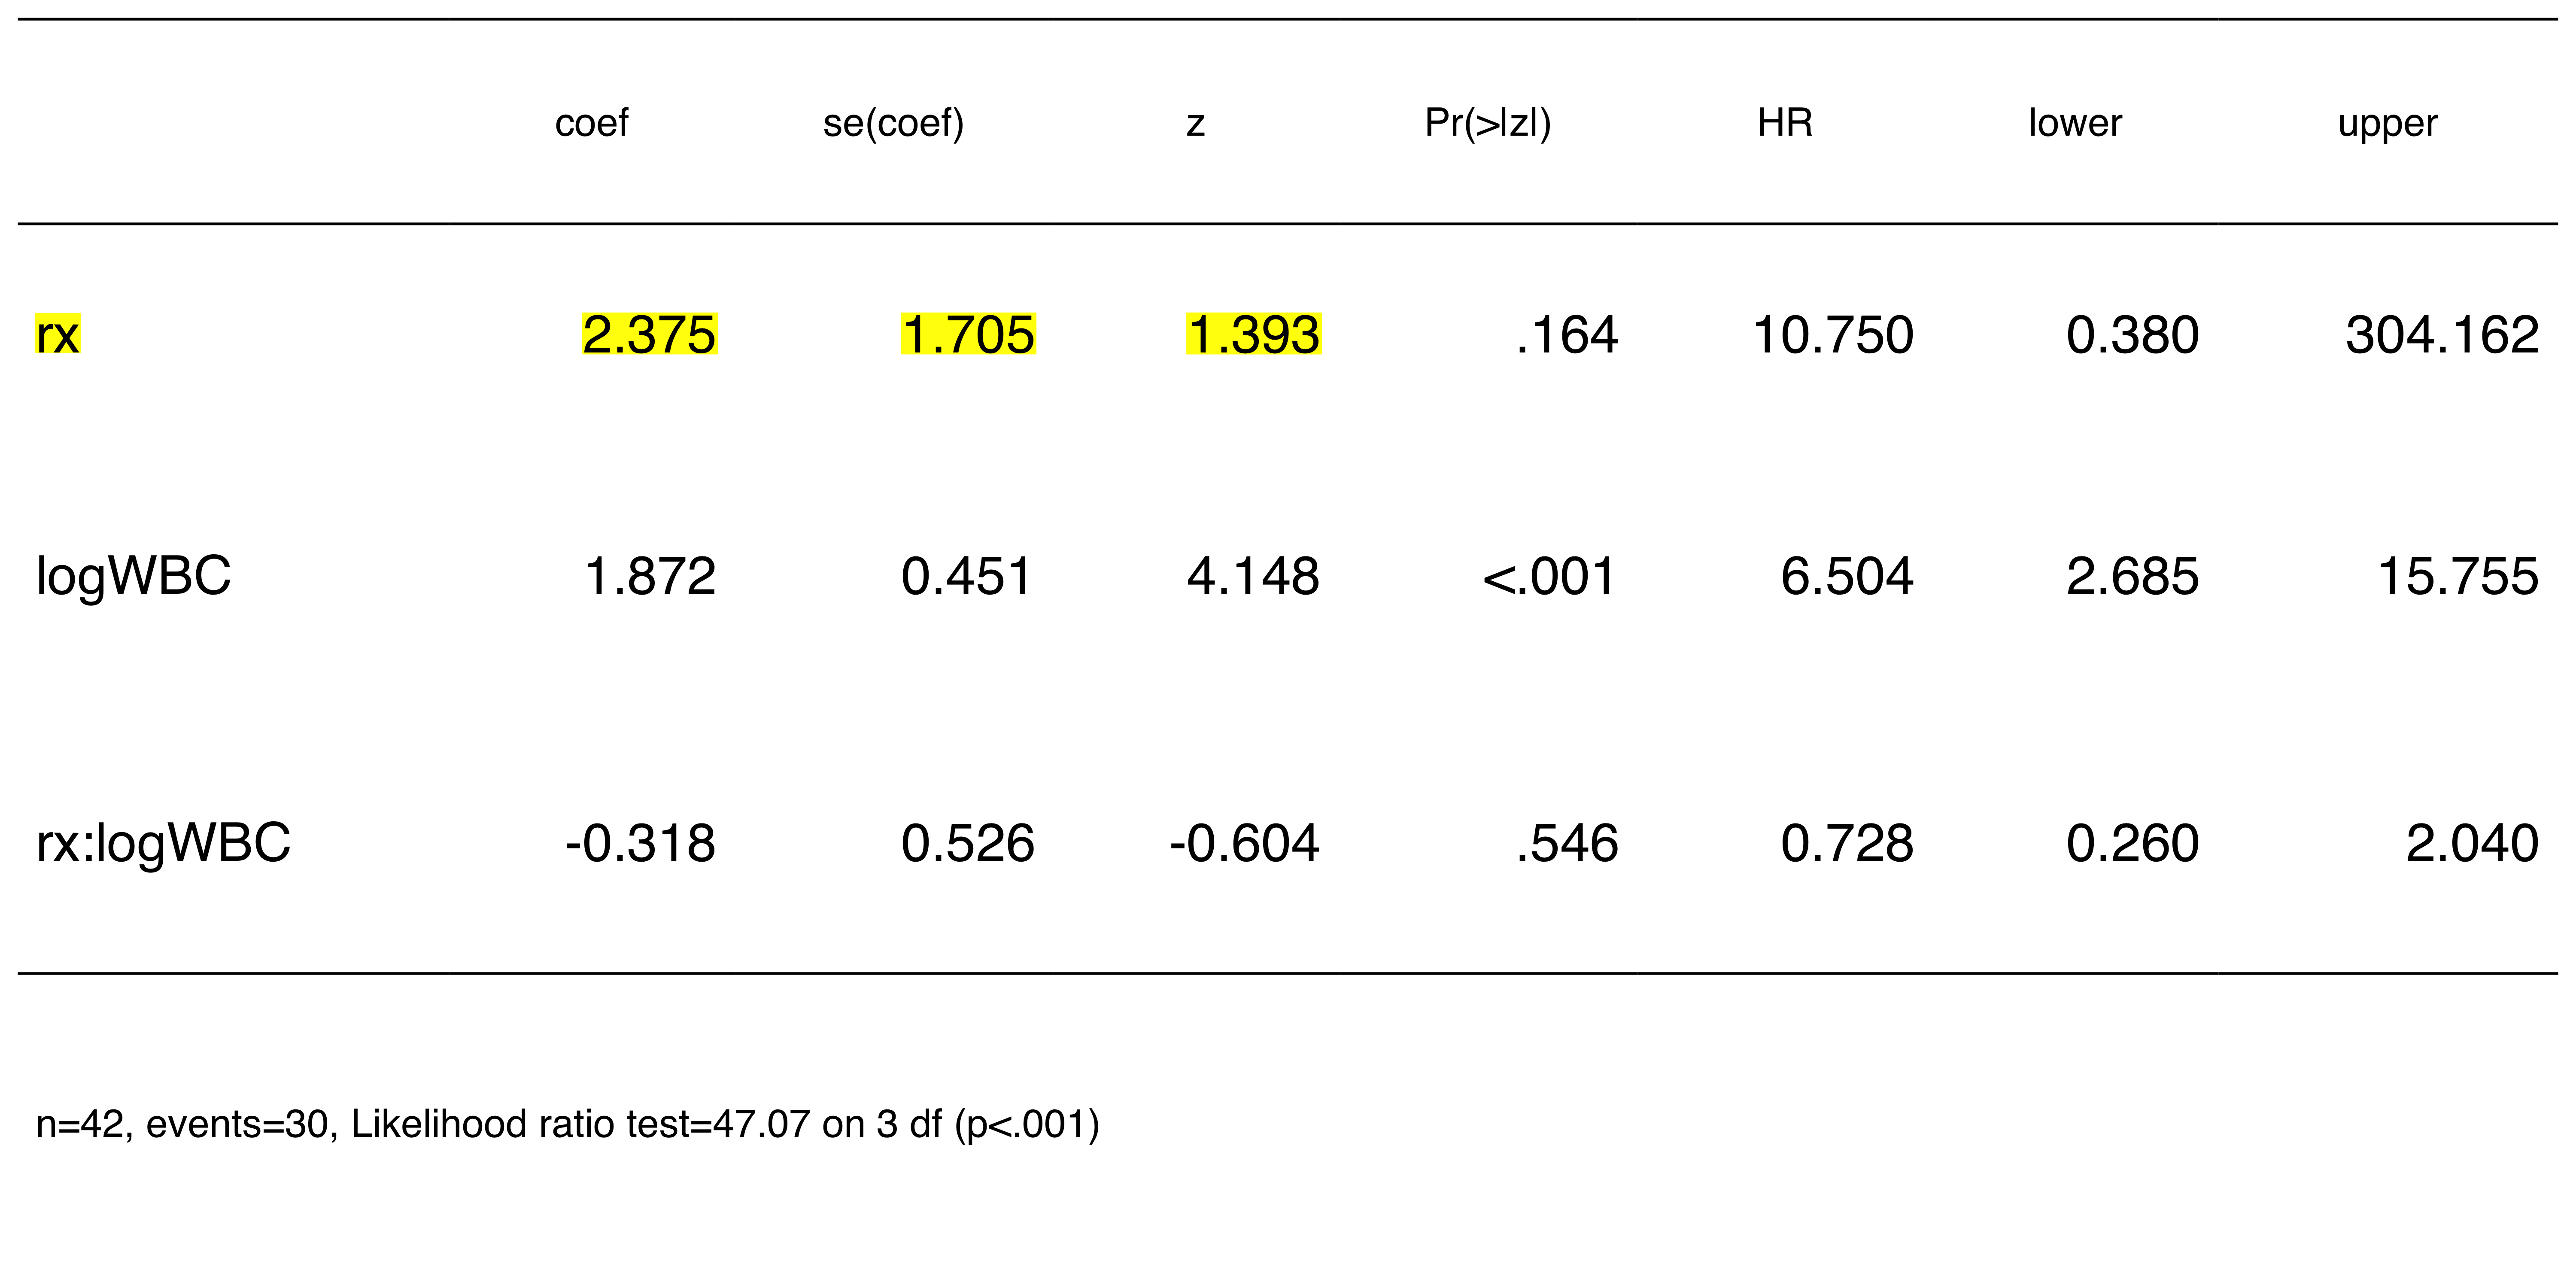 coef se(coef) z Pr(>|z|) HR lower upper
rx 2.375 1.705 1.393 .164 10.750 0.380 304.162
logWBC 1.872 0.451 4.148 <.001 6.504 2.685 15.755
rx:logWBC -0.318 0.526 -0.604 .546 0.728 0.260 2.040
n=42, events=30, Likelihood ratio test=47.07 on 3 df (p<.001)